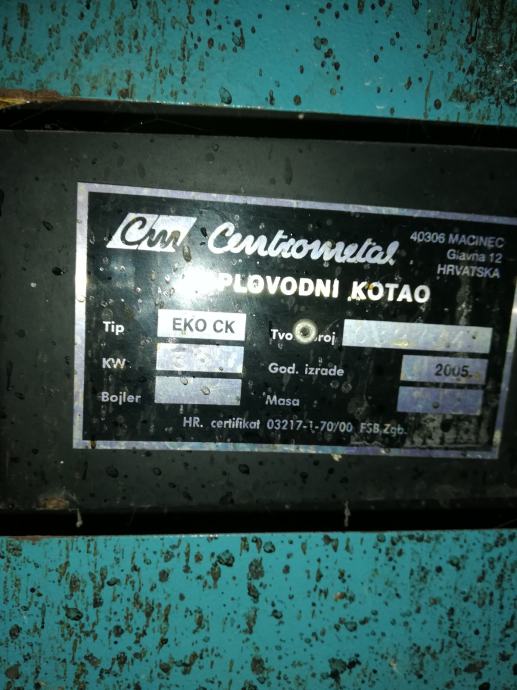 Cm Centrometal
40306 MACINEC
Glavna 12
HRVATSKA
PLOVODNI KOTAO
Tip EKO CK Tvo roj
KW God. izrade 2005.
Bojler Masa
HR. certifikat 03217-1-70/00 FSB Zgb.